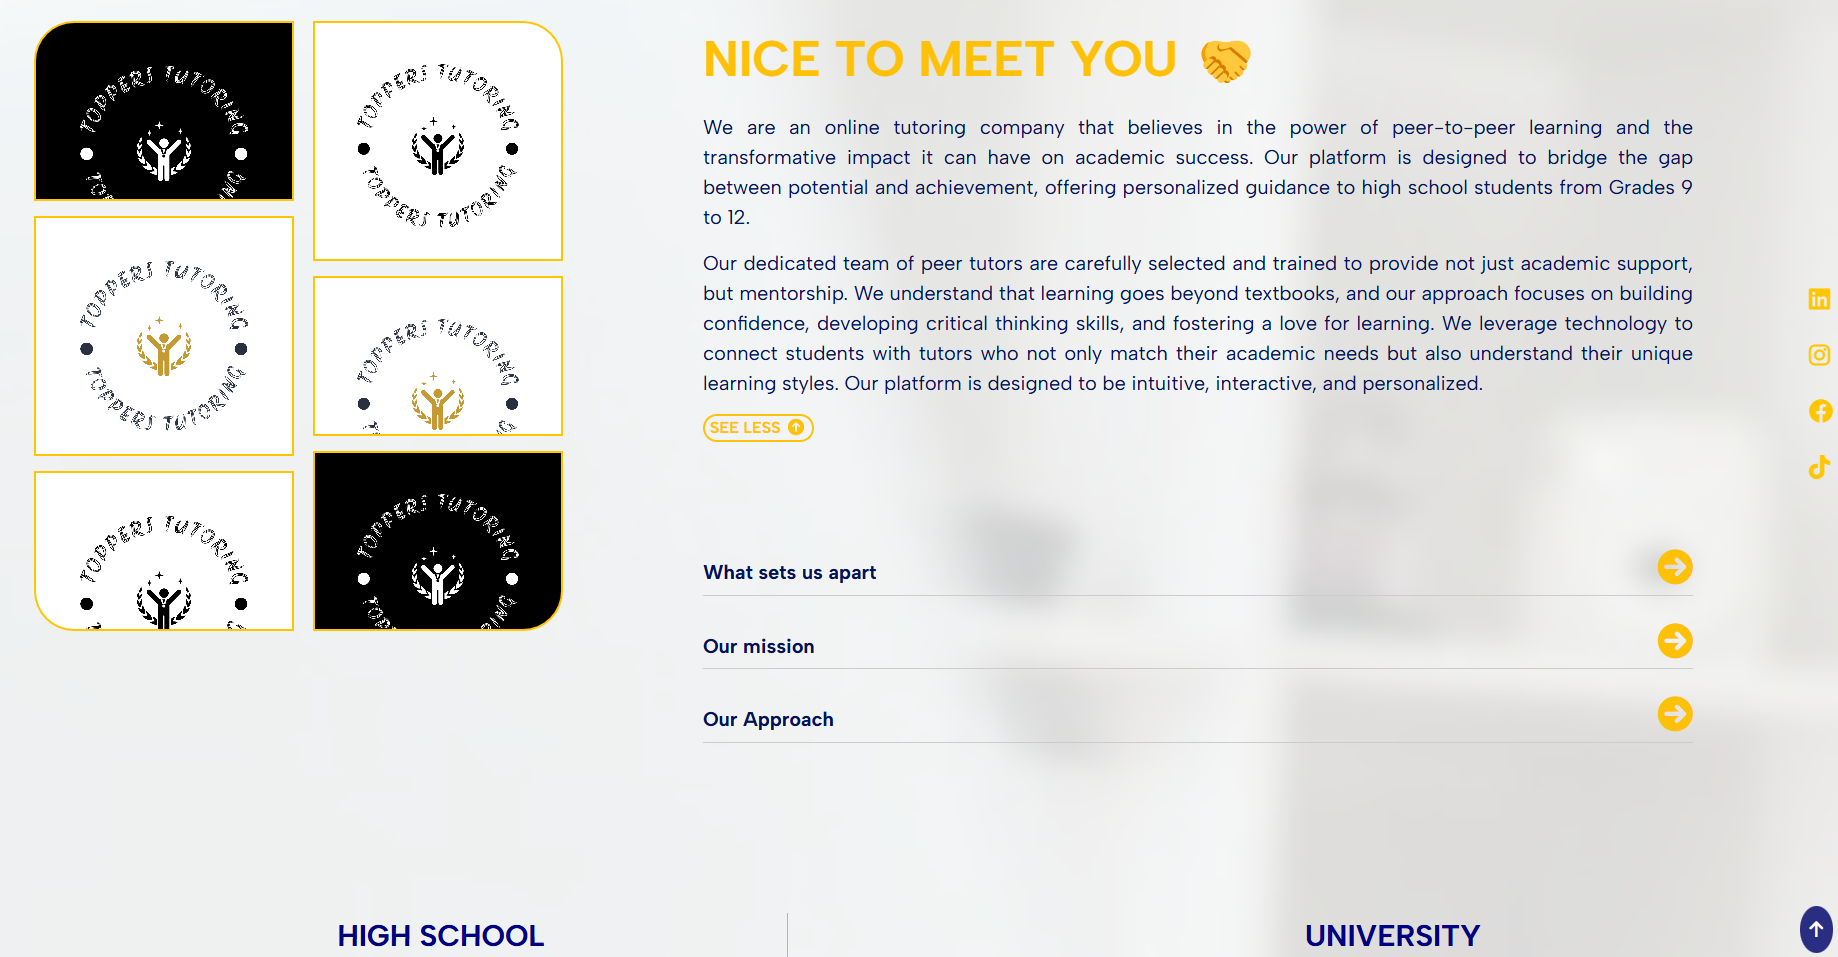 TOPPERS TUTORING
TOPPERS TUTORING
TOPPERS TUTORING
TOPPERS TUTORING
TOPPERS TUTORING
TOPPERS TUTORING
TOPPERS TUTORING
TOPPERS TUTORING
NICE TO MEET YOU 🤝
We are an online tutoring company that believes in the power of peer-to-peer learning and the
transformative impact it can have on academic success. Our platform is designed to bridge the gap
between potential and achievement, offering personalized guidance to high school students from Grades 9
to 12.
Our dedicated team of peer tutors are carefully selected and trained to provide not just academic support,
but mentorship. We understand that learning goes beyond textbooks, and our approach focuses on building
confidence, developing critical thinking skills, and fostering a love for learning. We leverage technology to
connect students with tutors who not only match their academic needs but also understand their unique
learning styles. Our platform is designed to be intuitive, interactive, and personalized.
SEE LESS
What sets us apart
Our mission
Our Approach
HIGH SCHOOL
UNIVERSITY